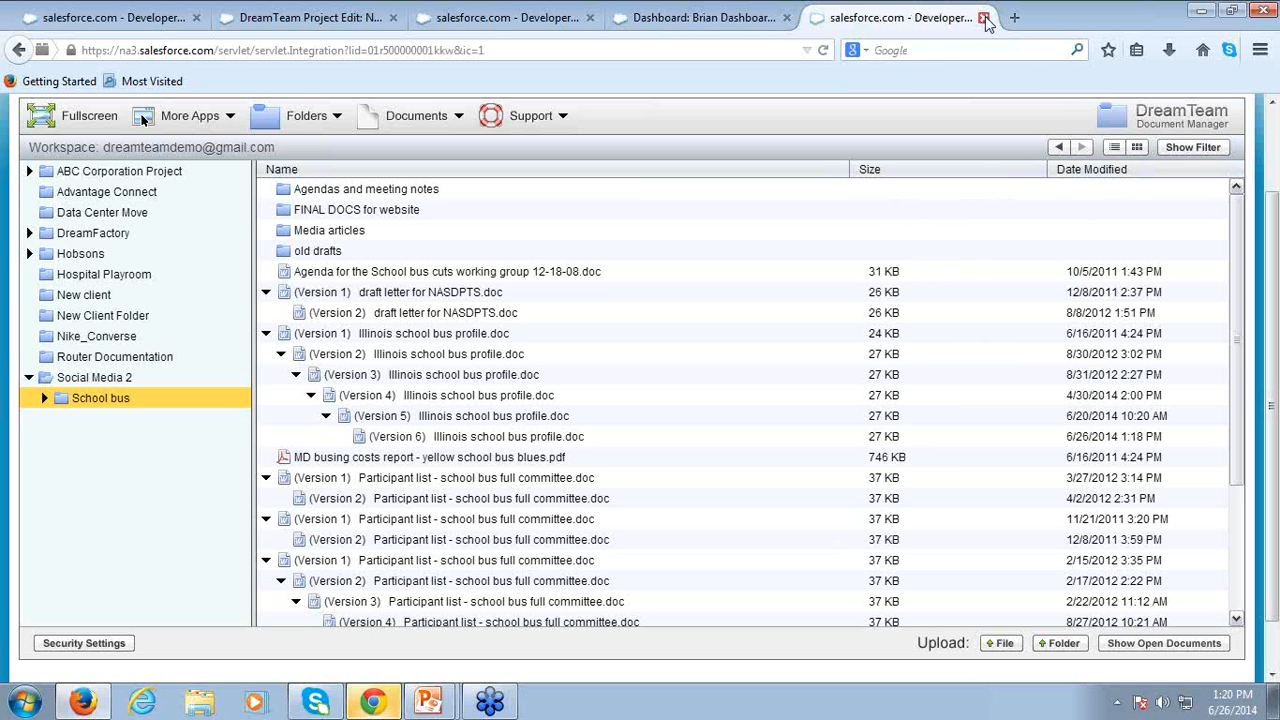 salesforce.com - Developer... DreamTeam Project Edit: N... salesforce.com - Develope... Dashboard: Brian Dashboar... salesforce.com - Developer...
https://na3.salesforce.com/servlet/servlet.Integration?lid=01r500000001kkw&ic=1 Google
Getting Started Most Visited
Fullscreen More Apps Folders Documents Support DreamTeam
Document Manager
Workspace: dreamteamdemo@gmail.com Show Filter
ABC Corporation Project
Advantage Connect
Data Center Move
DreamFactory
Hobsons
Hospital Playroom
New client
New Client Folder
Nike_Converse
Router Documentation
Social Media 2
School bus
Name Size Date Modified
Agendas and meeting notes
FINAL DOCS for website
Media articles
old drafts
Agenda for the School bus cuts working group 12-18-08.doc 31 KB 10/5/2011 1:43 PM
(Version 1) draft letter for NASDPTS.doc 26 KB 12/8/2011 2:37 PM
(Version 2) draft letter for NASDPTS.doc 26 KB 8/8/2012 1:51 PM
(Version 1) Illinois school bus profile.doc 24 KB 6/16/2011 4:24 PM
(Version 2) Illinois school bus profile.doc 27 KB 8/30/2012 3:02 PM
(Version 3) Illinois school bus profile.doc 27 KB 8/31/2012 2:27 PM
(Version 4) Illinois school bus profile.doc 27 KB 4/30/2014 2:00 PM
(Version 5) Illinois school bus profile.doc 27 KB 6/20/2014 10:20 AM
(Version 6) Illinois school bus profile.doc 27 KB 6/26/2014 1:18 PM
MD busing costs report - yellow school bus blues.pdf 746 KB 6/16/2011 4:24 PM
(Version 1) Participant list - school bus full committee.doc 37 KB 3/27/2012 3:14 PM
(Version 2) Participant list - school bus full committee.doc 37 KB 4/2/2012 2:31 PM
(Version 1) Participant list - school bus full committee.doc 37 KB 11/21/2011 3:20 PM
(Version 2) Participant list - school bus full committee.doc 37 KB 12/8/2011 3:59 PM
(Version 1) Participant list - school bus full committee.doc 37 KB 2/15/2012 3:35 PM
(Version 2) Participant list - school bus full committee.doc 37 KB 2/17/2012 2:22 PM
(Version 3) Participant list - school bus full committee.doc 37 KB 2/22/2012 11:12 AM
(Version 4) Participant list - school bus full committee.doc 37 KB 8/27/2012 10:21 AM
Security Settings Upload: File Folder Show Open Documents
1:20 PM
6/26/2014